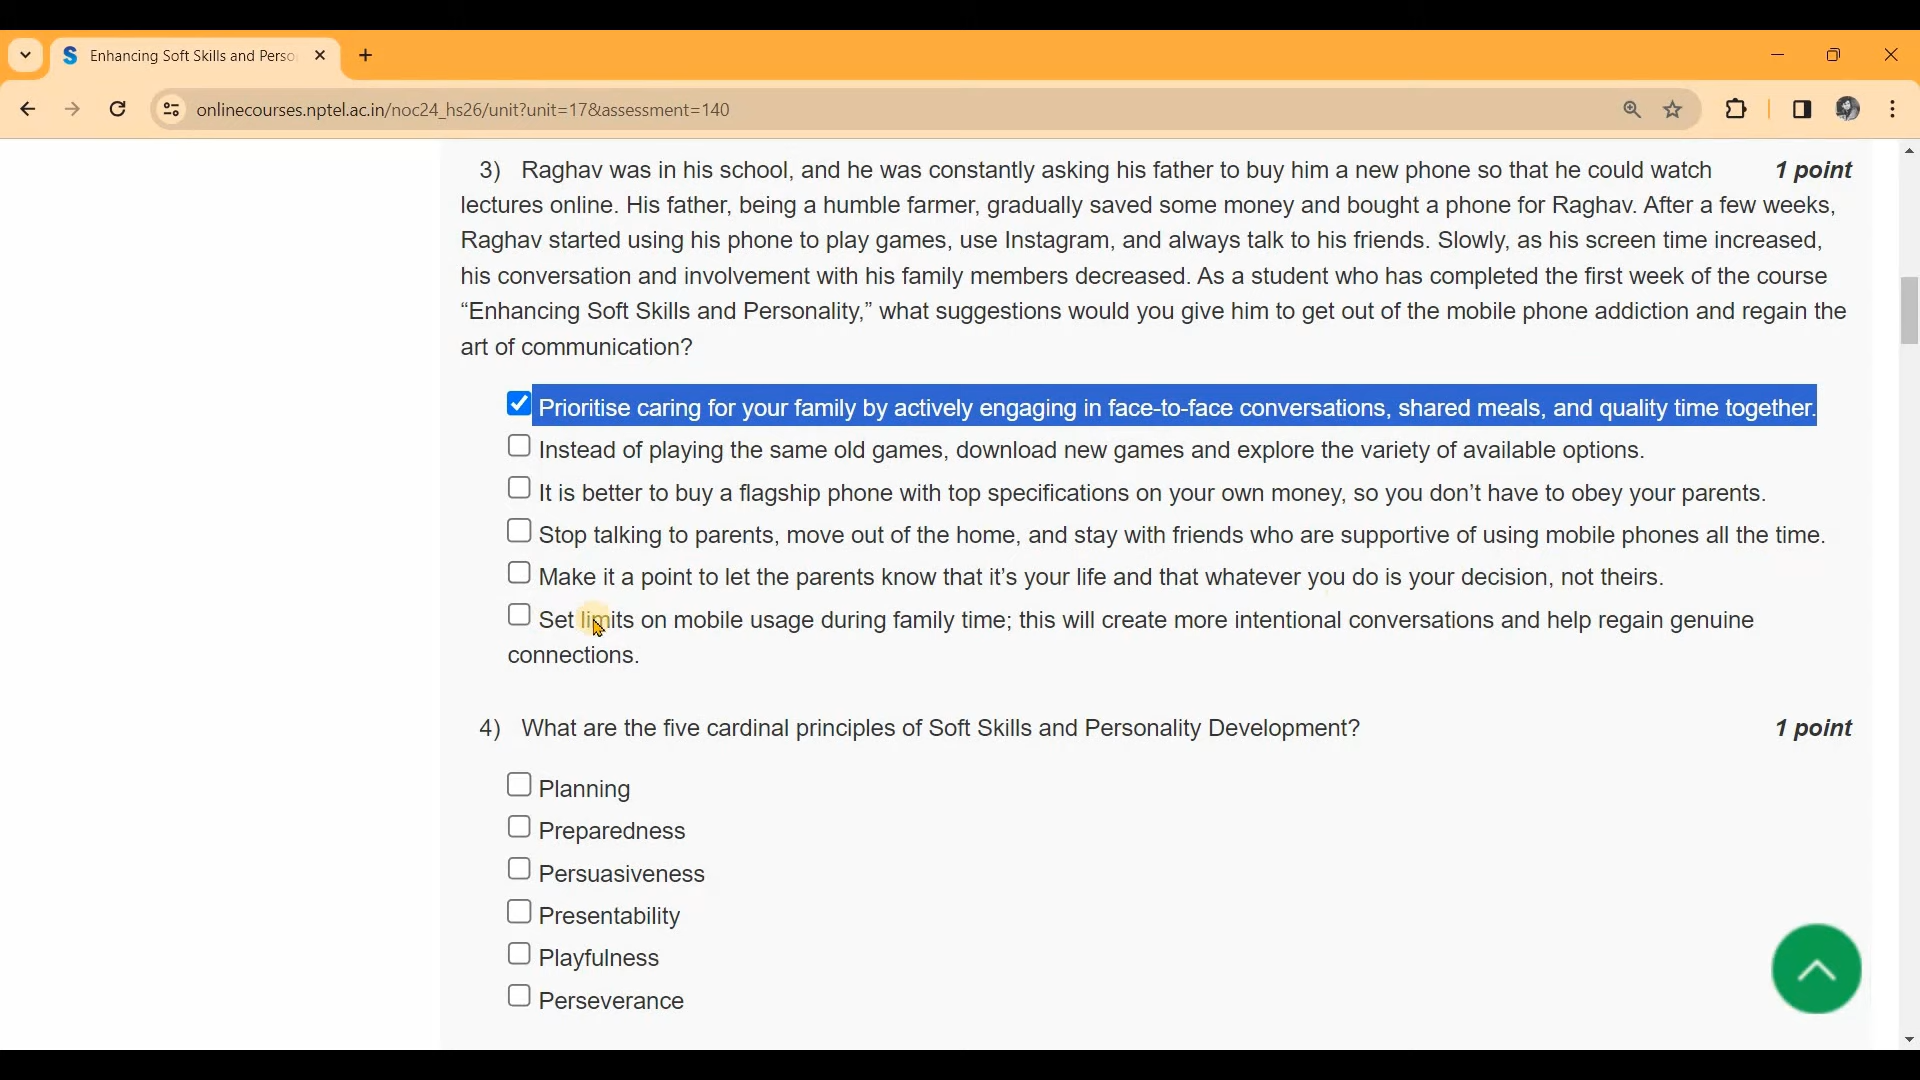 Enhancing Soft Skills and Perso
onlinecourses.nptel.ac.in/noc24_hs26/unit?unit=17&assessment=140
3) Raghav was in his school, and he was constantly asking his father to buy him a new phone so that he could watch 1 point
lectures online. His father, being a humble farmer, gradually saved some money and bought a phone for Raghav. After a few weeks,
Raghav started using his phone to play games, use Instagram, and always talk to his friends. Slowly, as his screen time increased,
his conversation and involvement with his family members decreased. As a student who has completed the first week of the course
“Enhancing Soft Skills and Personality,” what suggestions would you give him to get out of the mobile phone addiction and regain the
art of communication?
Prioritise caring for your family by actively engaging in face-to-face conversations, shared meals, and quality time together.
Instead of playing the same old games, download new games and explore the variety of available options.
It is better to buy a flagship phone with top specifications on your own money, so you don’t have to obey your parents.
Stop talking to parents, move out of the home, and stay with friends who are supportive of using mobile phones all the time.
Make it a point to let the parents know that it’s your life and that whatever you do is your decision, not theirs.
Set limits on mobile usage during family time; this will create more intentional conversations and help regain genuine
connections.
4) What are the five cardinal principles of Soft Skills and Personality Development? 1 point
Planning
Preparedness
Persuasiveness
Presentability
Playfulness
Perseverance